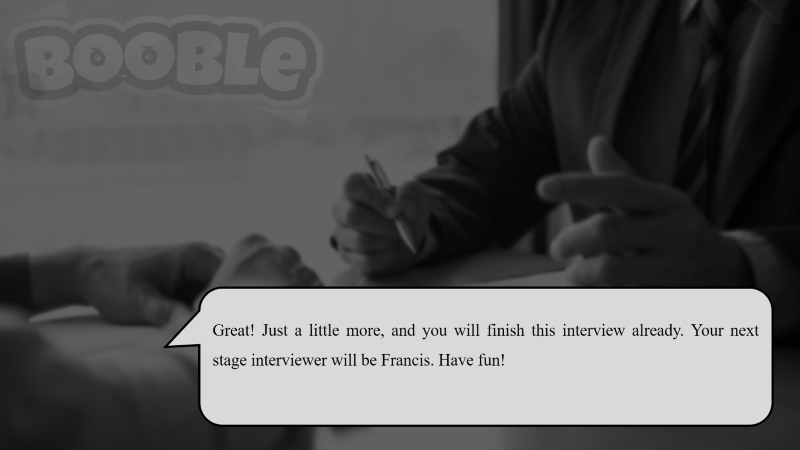 BOOBLe
Great! Just a little more, and you will finish this interview already. Your next
stage interviewer will be Francis. Have fun!